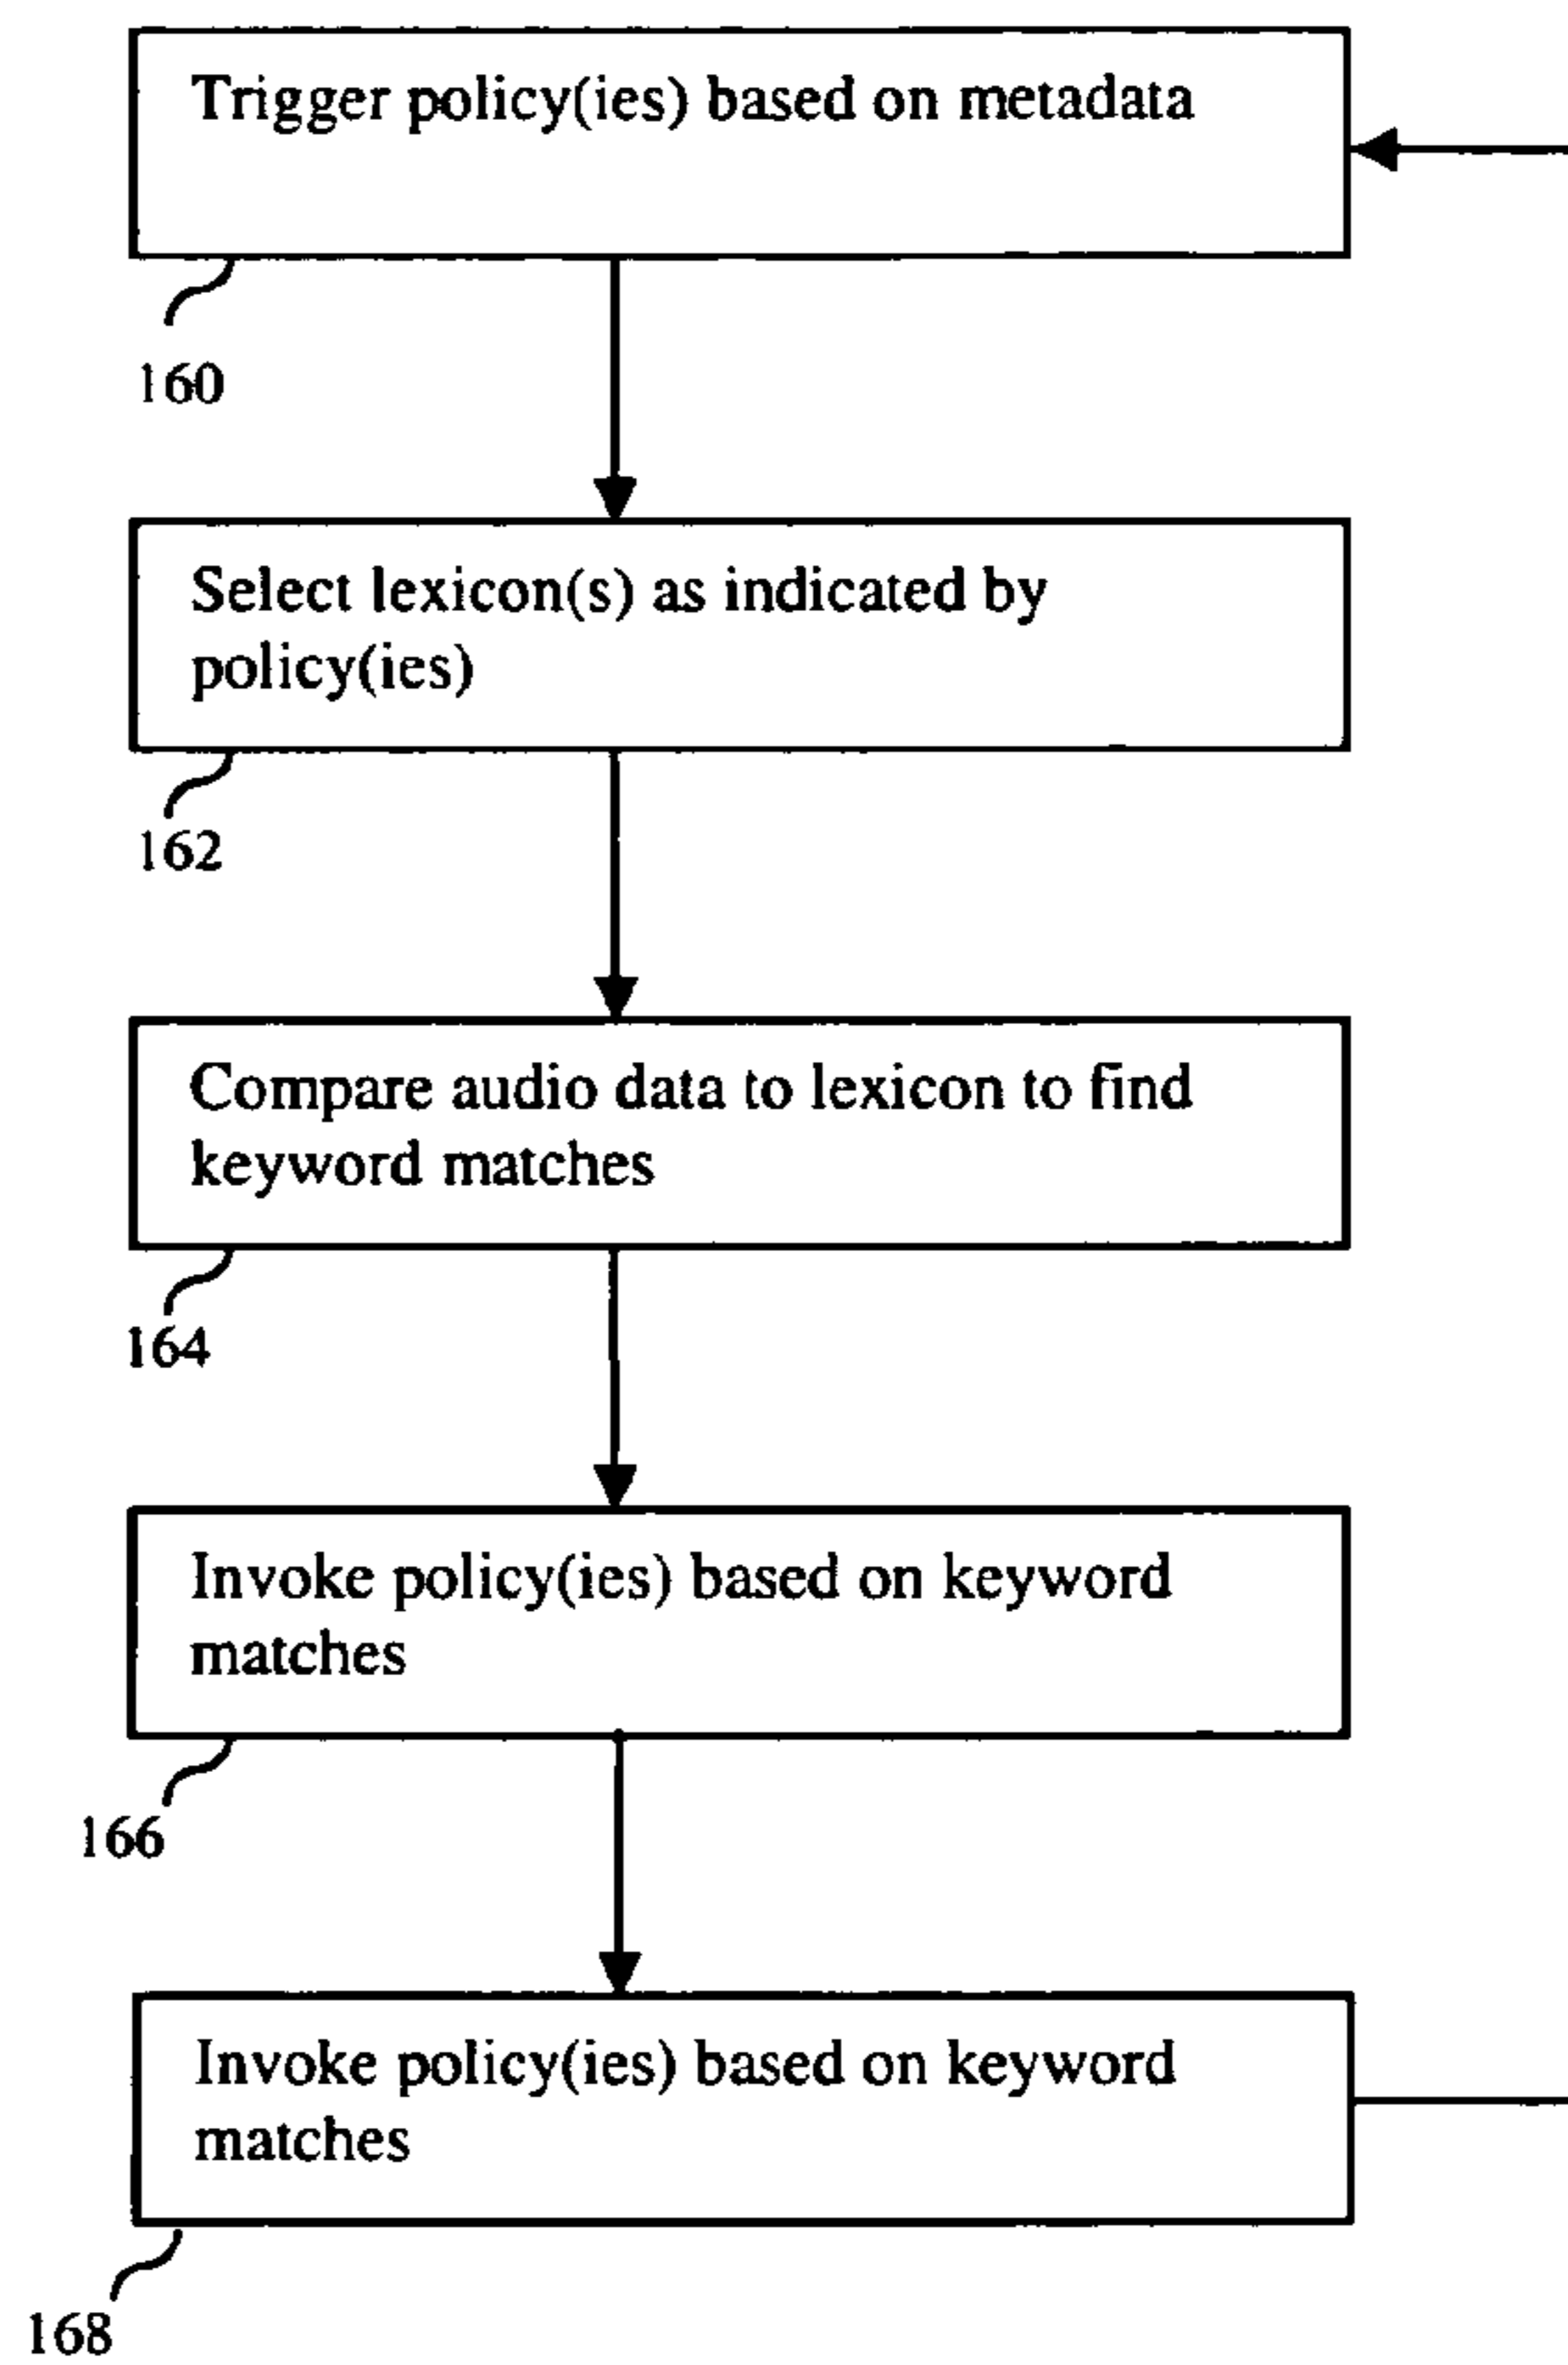 Trigger policy(ies) based on metadata
160
Select lexicon(s) as indicated by
policy(ies)
162
Compare audio data to lexicon to find
keyword matches
164
Invoke policy(ies) based on keyword
matches
166
Invoke policy(ies) based on keyword
matches
168